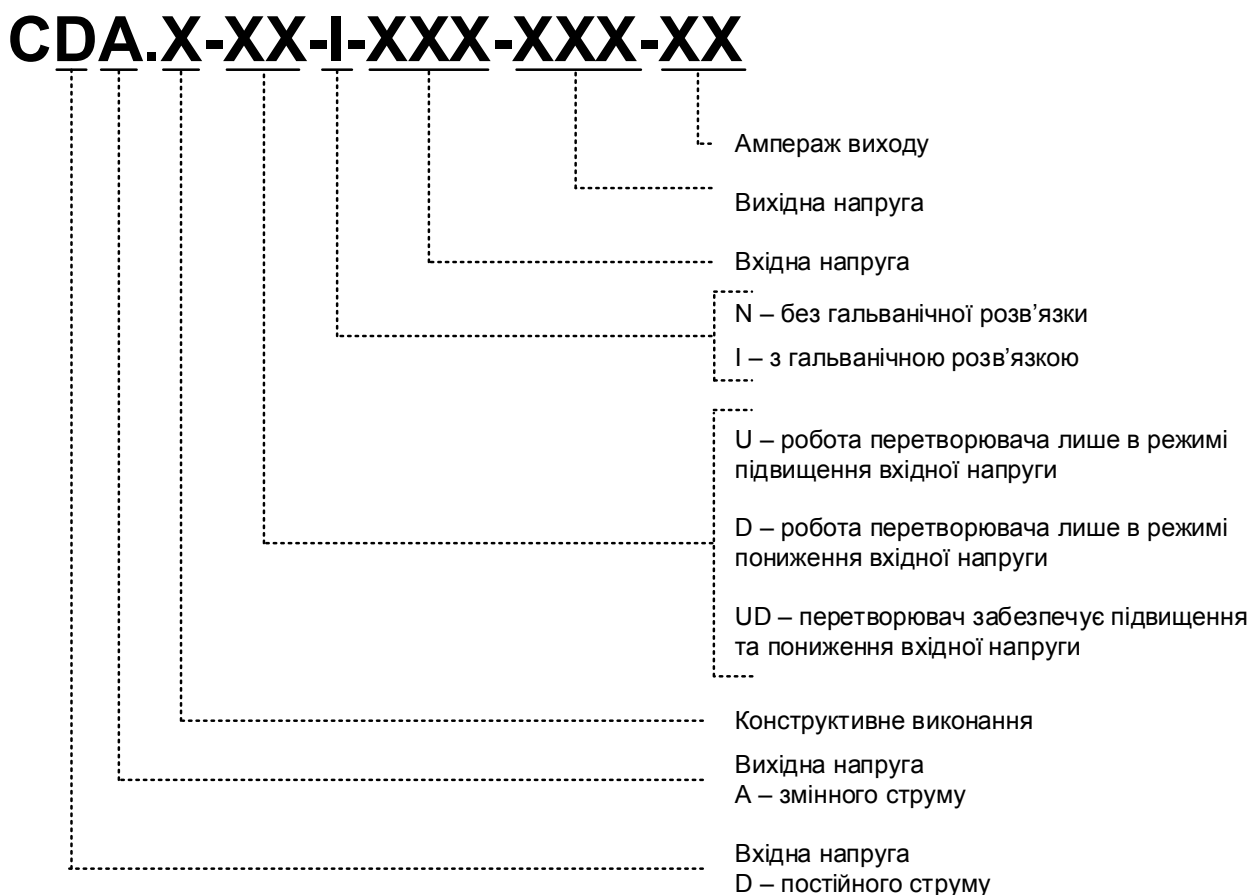 CDA.X-XX-I-XXX-XXX-XX
Ампераж виходу
Вихідна напруга
Вхідна напруга
N – без гальванічної розв’язки
I – з гальванічною розв’язкою
U – робота перетворювача лише в режимі
підвищення вхідної напруги
D – робота перетворювача лише в режимі
пониження вхідної напруги
UD – перетворювач забезпечує підвищення
та пониження вхідної напруги
Конструктивне виконання
Вихідна напруга
А – змінного струму
Вхідна напруга
D – постійного струму